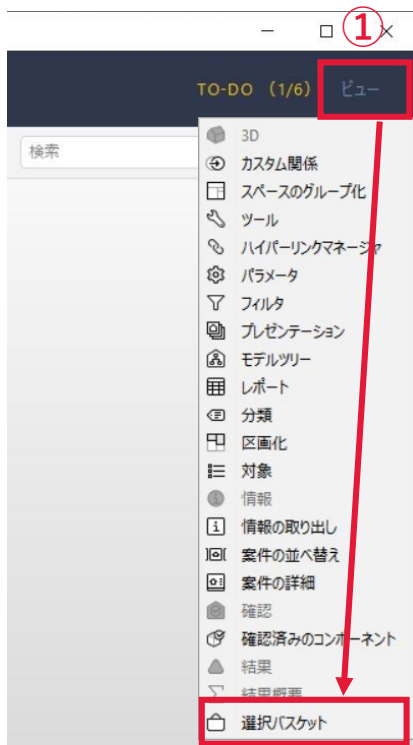 ①
TO-DO (1/6) ビュー
検索
3D
カスタム関係
スペースのグループ化
ツール
ハイパーリンクマネージャ
パラメータ
フィルタ
プレゼンテーション
モデルツリー
レポート
分類
区画化
対象
情報
情報の取り出し
案件の並べ替え
案件の詳細
確認
確認済みのコンポーネント
結果
結果概要
選択バスケット